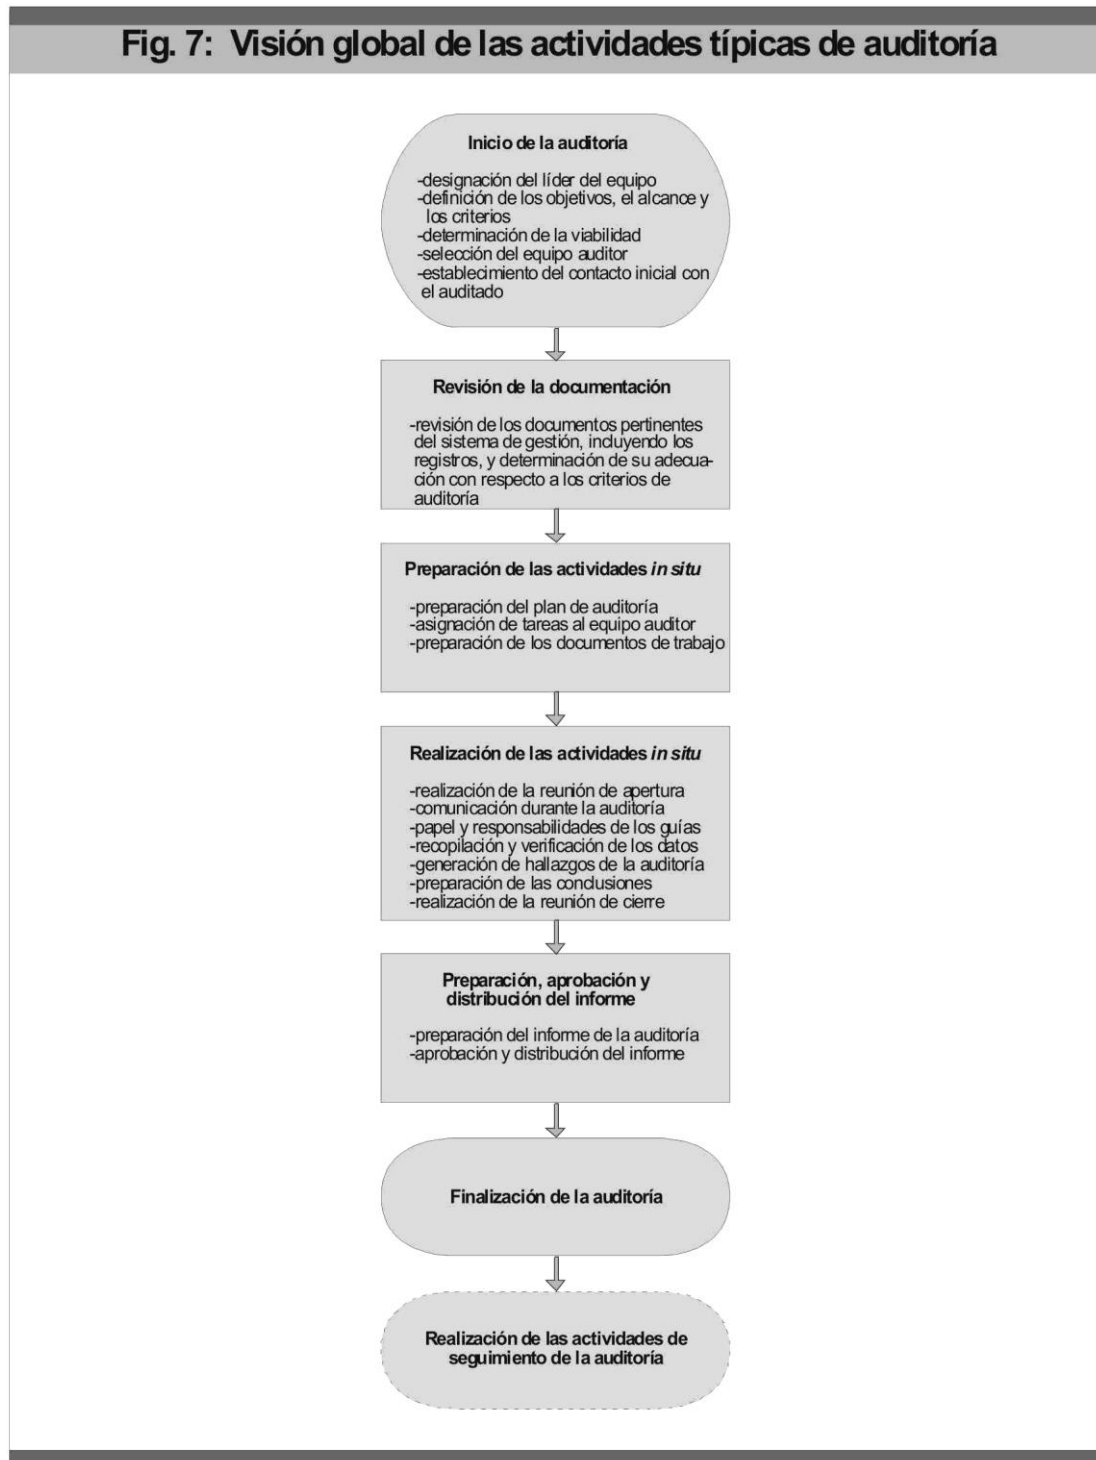 Fig. 7: Visión global de las actividades típicas de auditoría
Inicio de la auditoría
-designación del líder del equipo
-definición de los objetivos, el alcance y
los criterios
-determinación de la viabilidad
-selección del equipo auditor
-establecimiento del contacto inicial con
el auditado
Revisión de la documentación
-revisión de los documentos pertinentes
del sistema de gestión, incluyendo los
registros, y determinación de su adecua-
ción con respecto a los criterios de
auditoría
Preparación de las actividades in situ
-preparación del plan de auditoría
-asignación de tareas al equipo auditor
-preparación de los documentos de trabajo
Realización de las actividades in situ
-realización de la reunión de apertura
-comunicación durante la auditoría
-papel y responsabilidades de los guías
-recopilación y verificación de los datos
-generación de hallazgos de la auditoría
-preparación de las conclusiones
-realización de la reunión de cierre
Preparación, aprobación y
distribución del informe
-preparación del informe de la auditoría
-aprobación y distribución del informe
Finalización de la auditoría
Realización de las actividades de
seguimiento de la auditoría